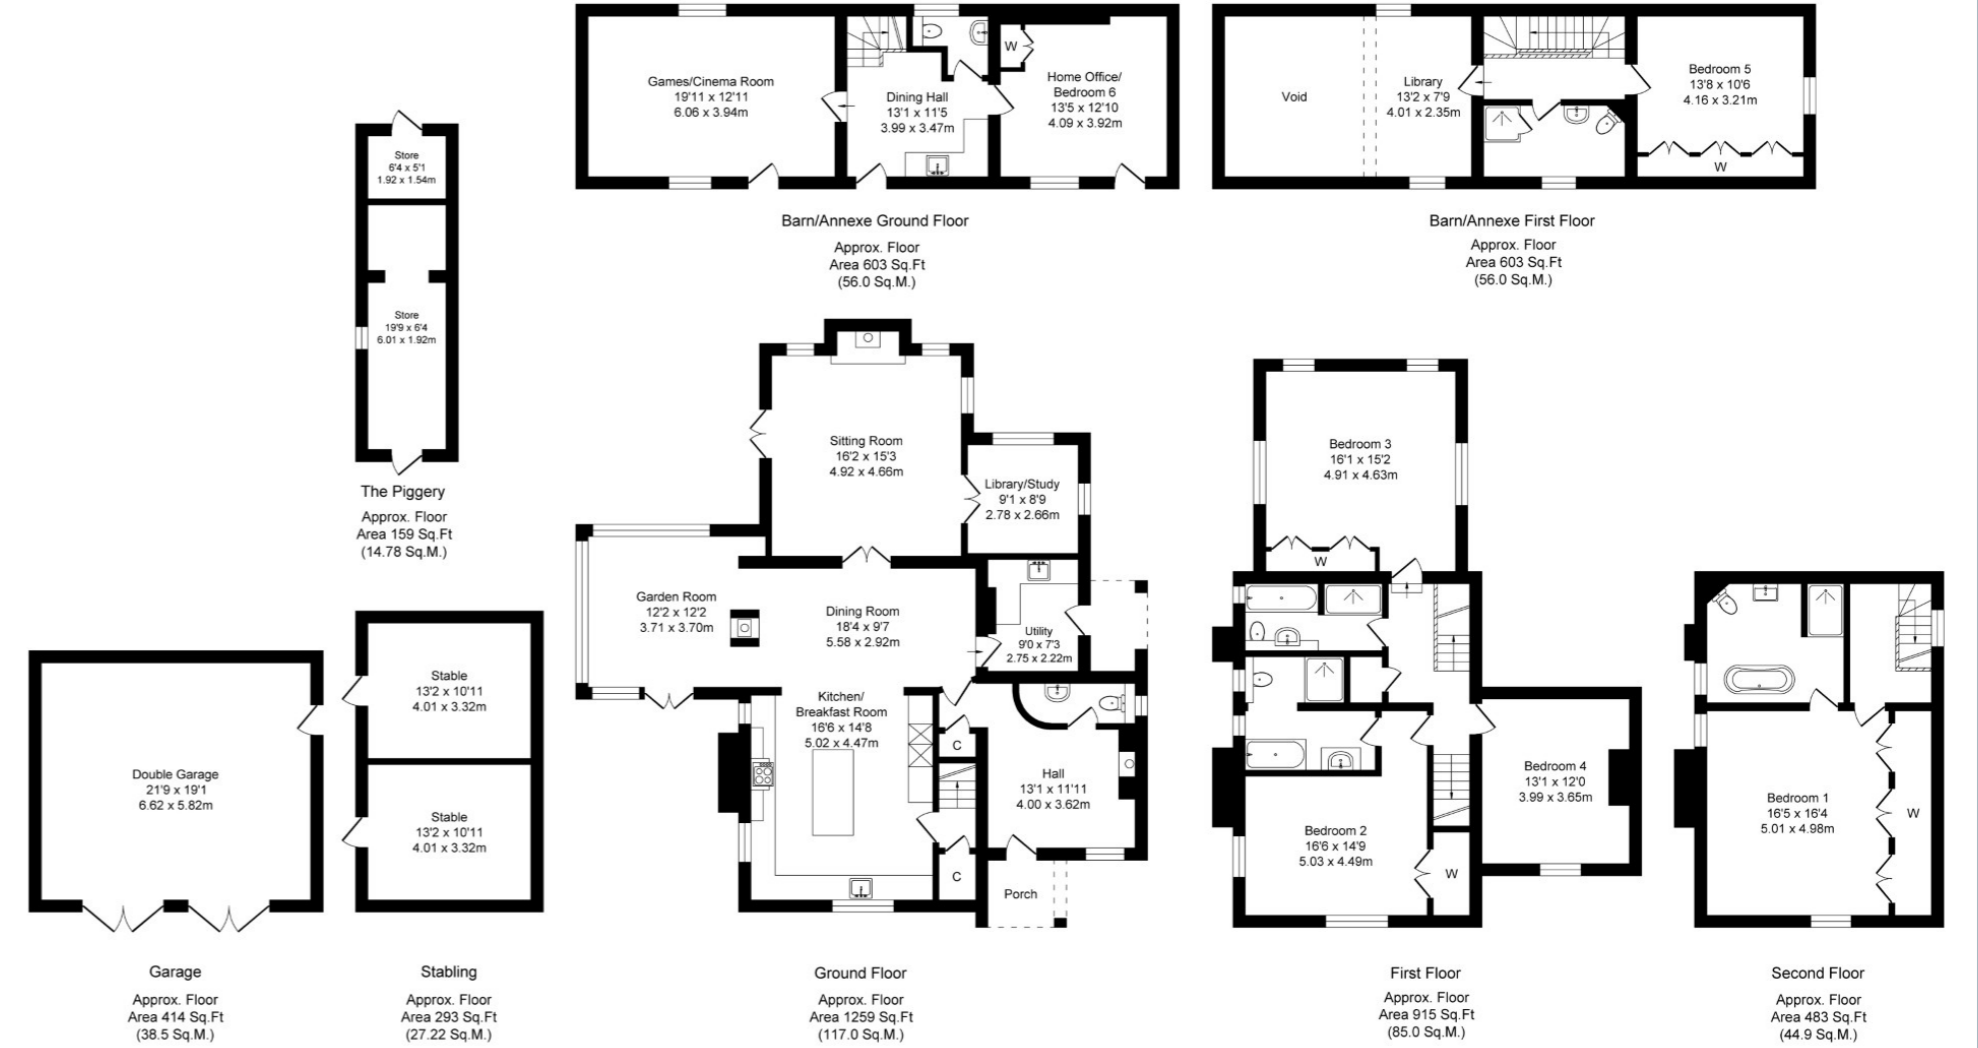 Games/Cinema Room
19'11 x 12'11
6.06 x 3.94m
Dining Hall
13'1 x 11'5
3.99 x 3.47m
W
Home Office/
Bedroom 6
13'5 x 12'10
4.09 x 3.92m
Barn/Annexe Ground Floor
Approx. Floor
Area 603 Sq.Ft
(56.0 Sq.M.)
Void
Library
13'2 x 7'9
4.01 x 2.35m
Bedroom 5
13'8 x 10'6
4.16 x 3.21m
W
Barn/Annexe First Floor
Approx. Floor
Area 603 Sq.Ft
(56.0 Sq.M.)
Store
6'4 x 5'1
1.92 x 1.54m
Store
19'9 x 6'4
6.01 x 1.92m
The Piggery
Approx. Floor
Area 159 Sq.Ft
(14.78 Sq.M.)
Double Garage
21'9 x 19'1
6.62 x 5.82m
Garage
Approx. Floor
Area 414 Sq.Ft
(38.5 Sq.M.)
Stable
13'2 x 10'11
4.01 x 3.32m
Stable
13'2 x 10'11
4.01 x 3.32m
Stabling
Approx. Floor
Area 293 Sq.Ft
(27.22 Sq.M.)
Sitting Room
16'2 x 15'3
4.92 x 4.66m
Library/Study
9'1 x 8'9
2.78 x 2.66m
Garden Room
12'2 x 12'2
3.71 x 3.70m
Dining Room
18'4 x 9'7
5.58 x 2.92m
Utility
9'0 x 7'3
2.75 x 2.22m
Kitchen/
Breakfast Room
16'6 x 14'8
5.02 x 4.47m
C
Hall
13'1 x 11'11
4.00 x 3.62m
C
Porch
Ground Floor
Approx. Floor
Area 1259 Sq.Ft
(117.0 Sq.M.)
Bedroom 3
16'1 x 15'2
4.91 x 4.63m
W
Bedroom 4
13'1 x 12'0
3.99 x 3.65m
Bedroom 2
16'6 x 14'9
5.03 x 4.49m
W
First Floor
Approx. Floor
Area 915 Sq.Ft
(85.0 Sq.M.)
Bedroom 1
16'5 x 16'4
5.01 x 4.98m
W
Second Floor
Approx. Floor
Area 483 Sq.Ft
(44.9 Sq.M.)